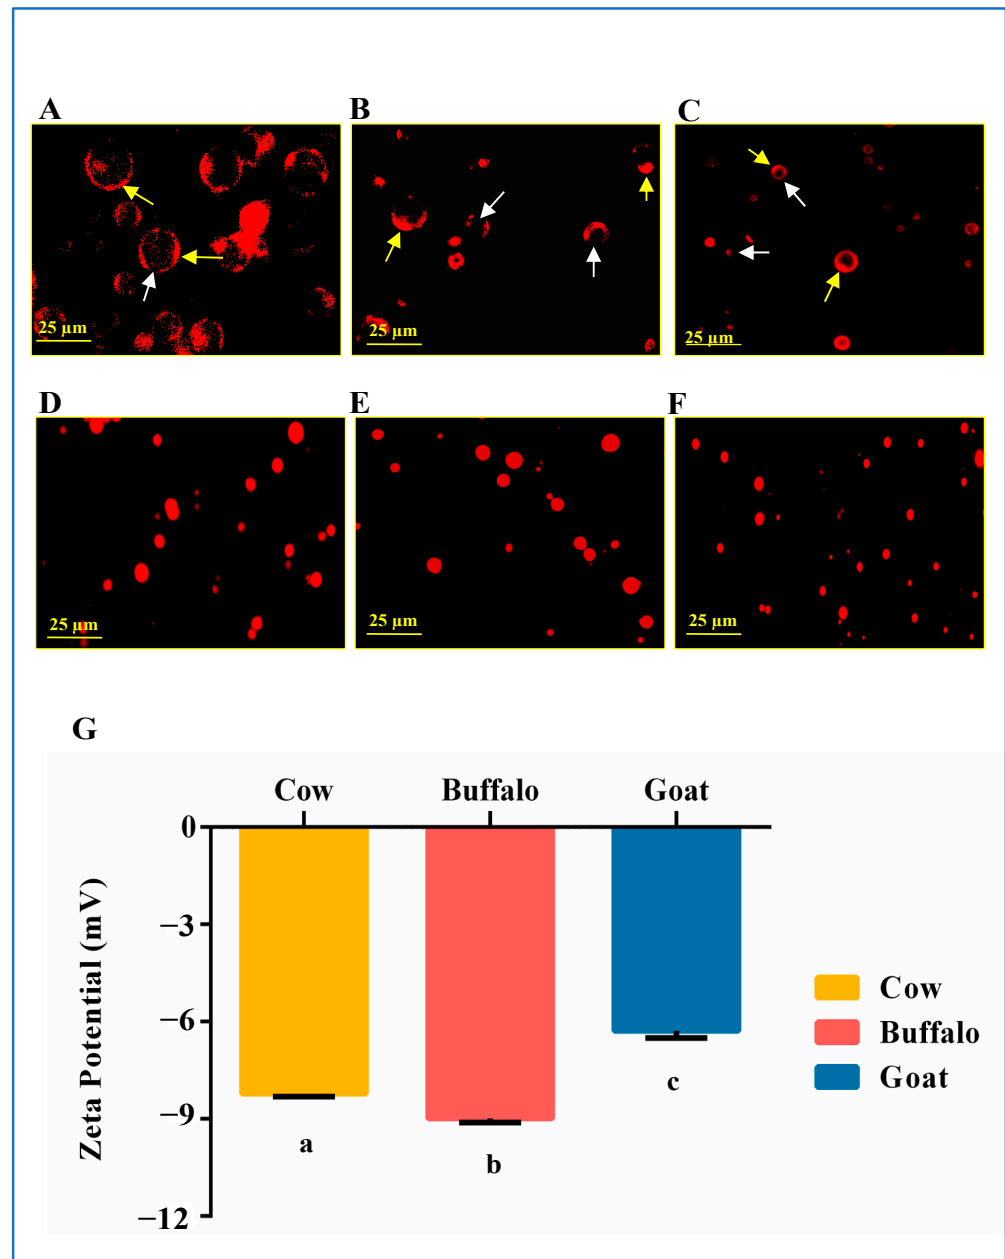 A
B
C
25 µm
25 µm
25 µm
D
E
F
25 µm
25 µm
25 µm
G
Cow Buffalo Goat
0
−3
−6
−9
−12
Zeta Potential (mV)
a
b
c
Cow
Buffalo
Goat